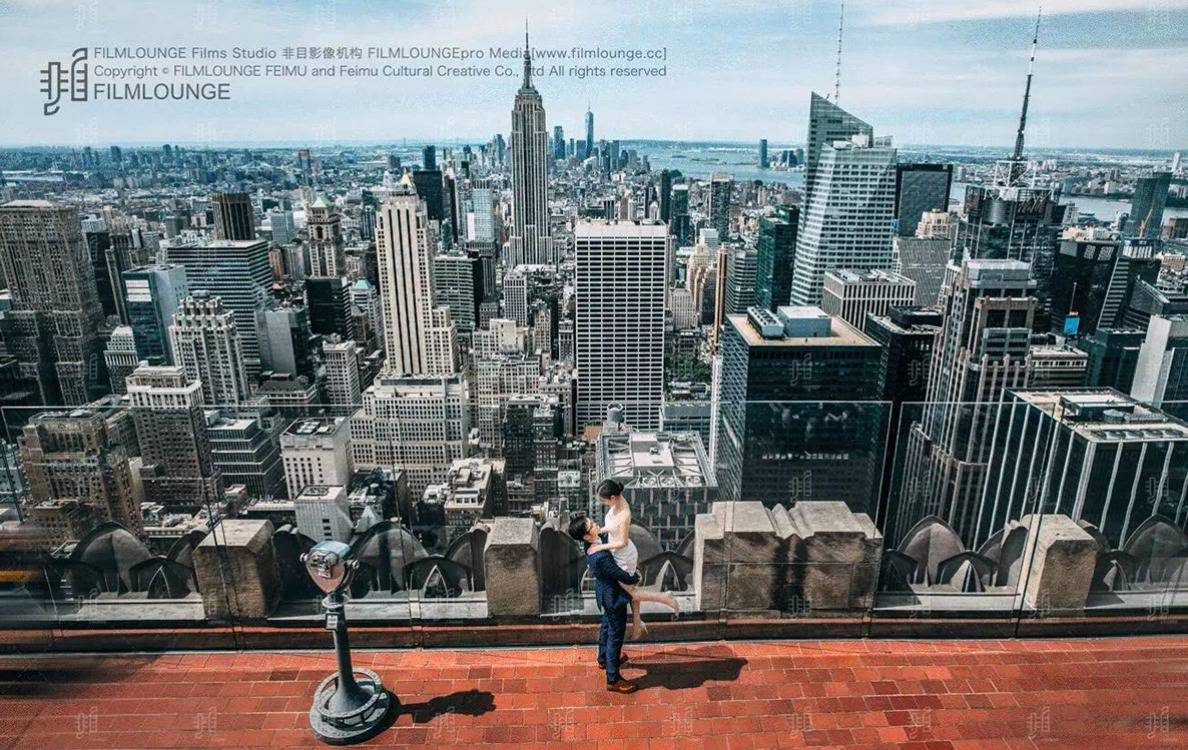 FILMLOUNGE Films Studio 非目影像机构 FILMLOUNGEpro Media[www.filmlounge.cc]
Copyright © FILMLOUNGE FEIMU and Feimu Cultural Creative Co., Ltd All rights reserved
FILMLOUNGE